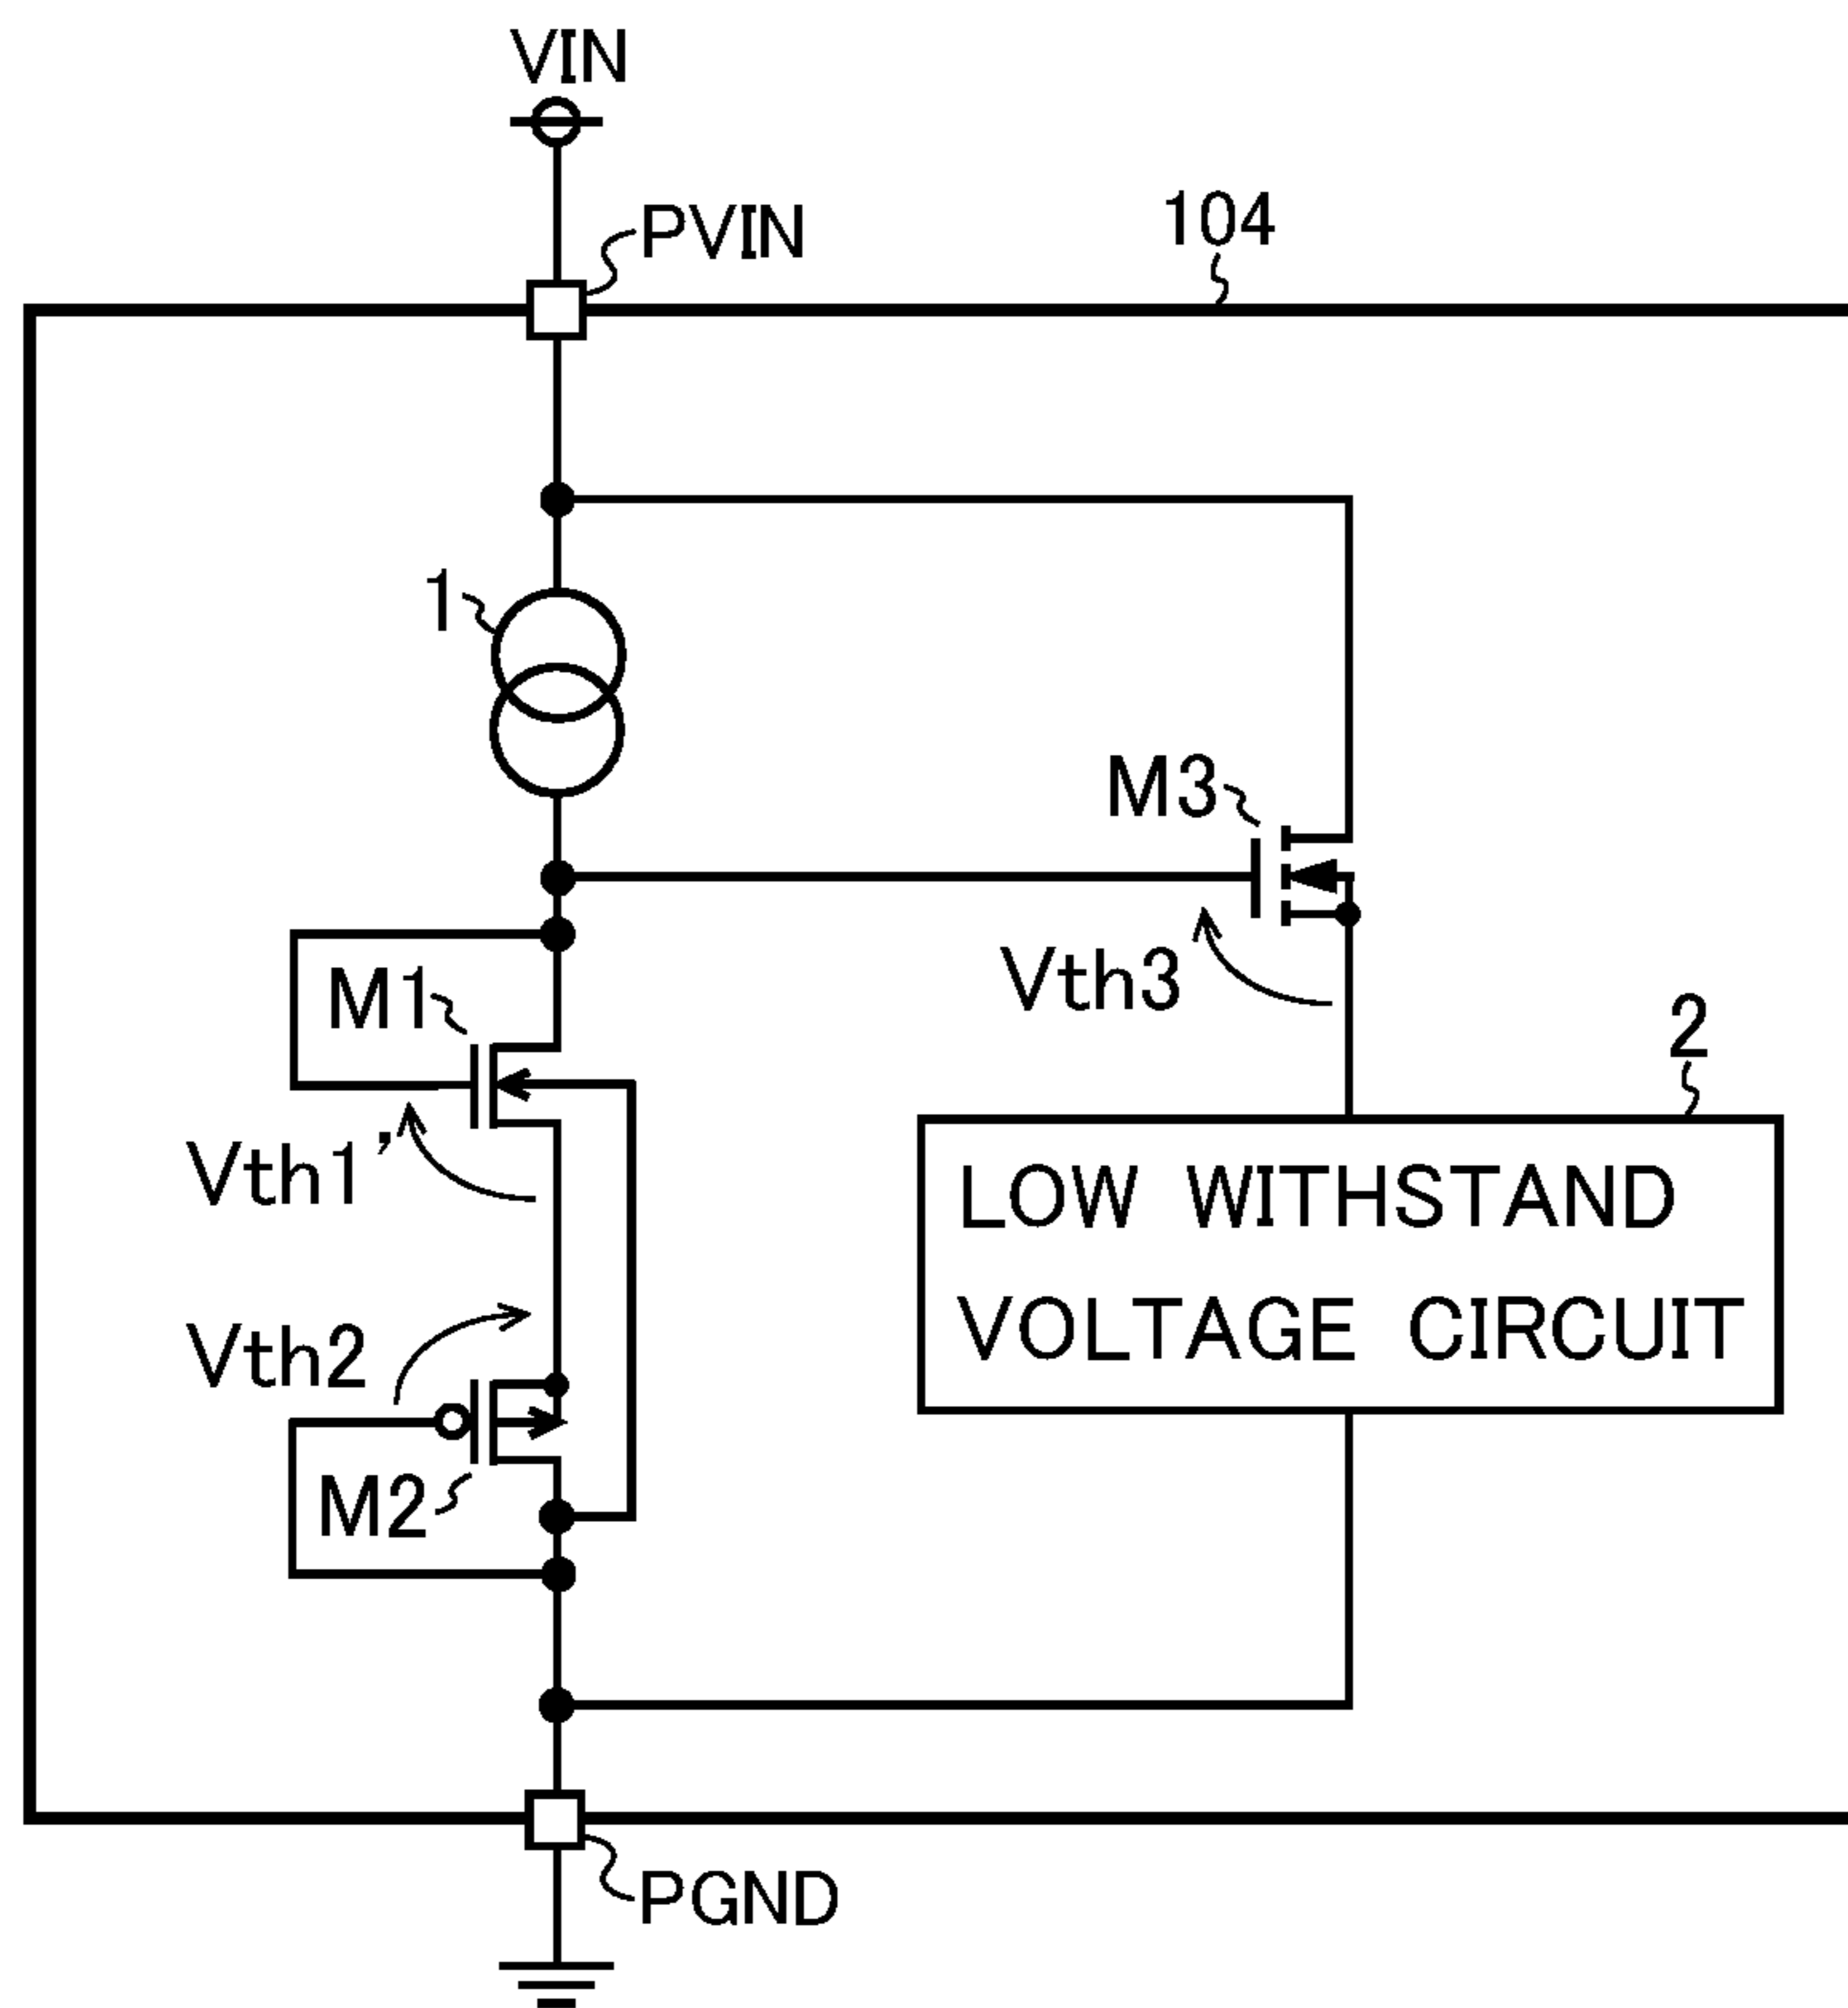 VIN
PVIN
104
1
M3
Vth3
M1
2
Vth1’
LOW WITHSTAND
VOLTAGE CIRCUIT
Vth2
M2
PGND